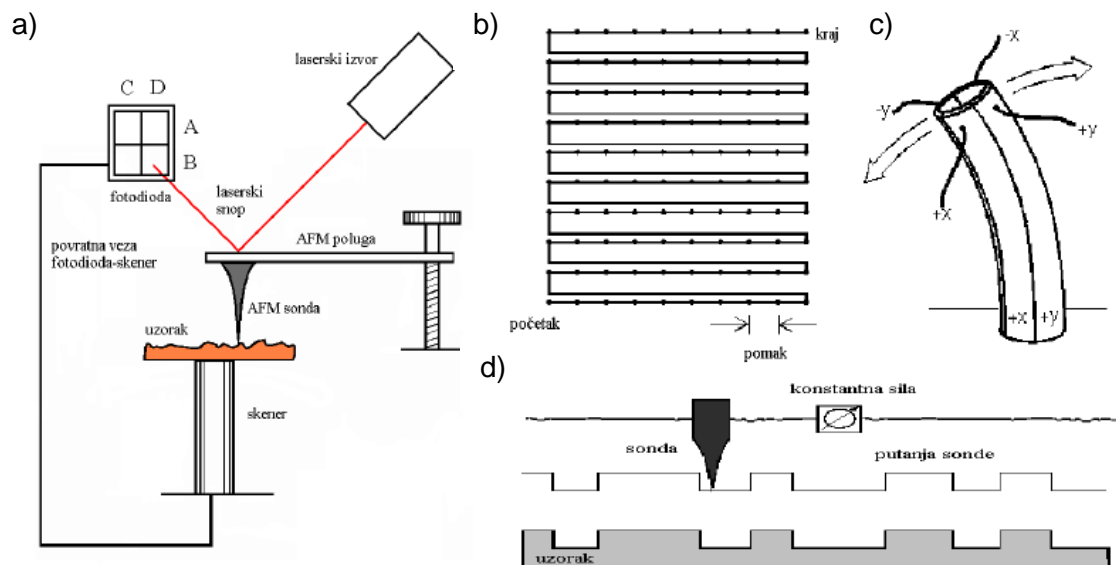 a)
laserski izvor
C D
A
B
fotodioda
laserski
snop
AFM poluga
povratna veza
fotodioda-skener
AFM sonda
uzorak
skener
b)
kraj
početak
pomak
c)
-x
-y
+y
+x
+x
+y
d)
konstantna sila
sonda
putanja sonde
uzorak